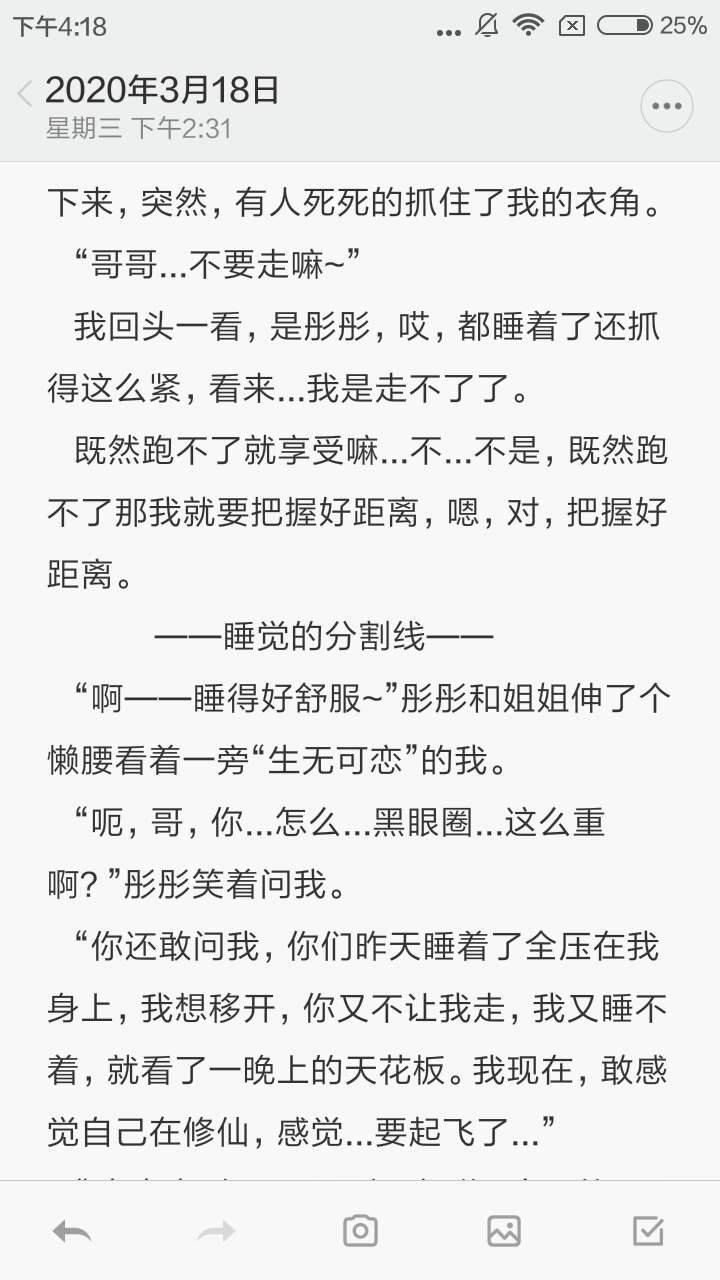 下午4:18
25%
2020年3月18日
星期三 下午2:31
下来，突然，有人死死的抓住了我的衣角。
“哥哥...不要走嘛~”
我回头一看，是彤彤，哎，都睡着了还抓
得这么紧，看来...我是走不了了。
既然跑不了就享受嘛...不...不是，既然跑
不了那我就要把握好距离，嗯，对，把握好
距离。
——睡觉的分割线——
“啊——睡得好舒服~”彤彤和姐姐伸了个
懒腰看着一旁“生无可恋”的我。
“呃，哥，你...怎么...黑眼圈...这么重
啊？”彤彤笑着问我。
“你还敢问我，你们昨天睡着了全压在我
身上，我想移开，你又不让我走，我又睡不
着，就看了一晚上的天花板。我现在，敢感
觉自己在修仙，感觉...要起飞了...”